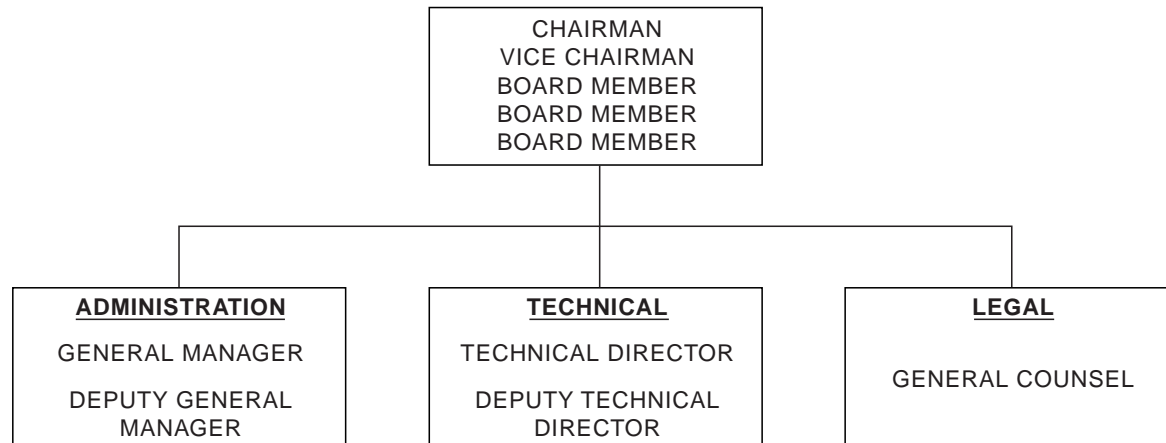 CHAIRMAN
VICE CHAIRMAN
BOARD MEMBER
BOARD MEMBER
BOARD MEMBER
ADMINISTRATION
GENERAL MANAGER
DEPUTY GENERAL
MANAGER
TECHNICAL
TECHNICAL DIRECTOR
DEPUTY TECHNICAL
DIRECTOR
LEGAL
GENERAL COUNSEL